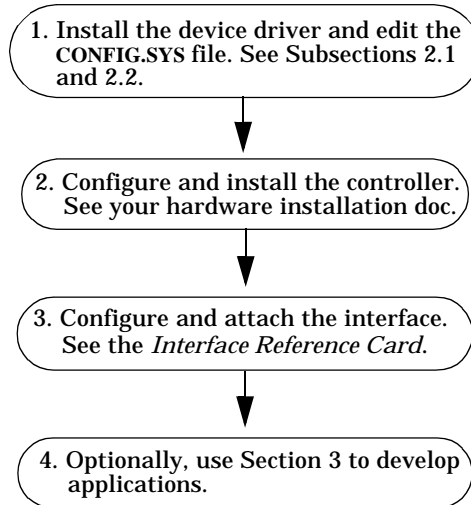 1. Install the device driver and edit the
CONFIG.SYS file. See Subsections 2.1
and 2.2.
2. Configure and install the controller.
See your hardware installation doc.
3. Configure and attach the interface.
See the Interface Reference Card.
4. Optionally, use Section 3 to develop
applications.